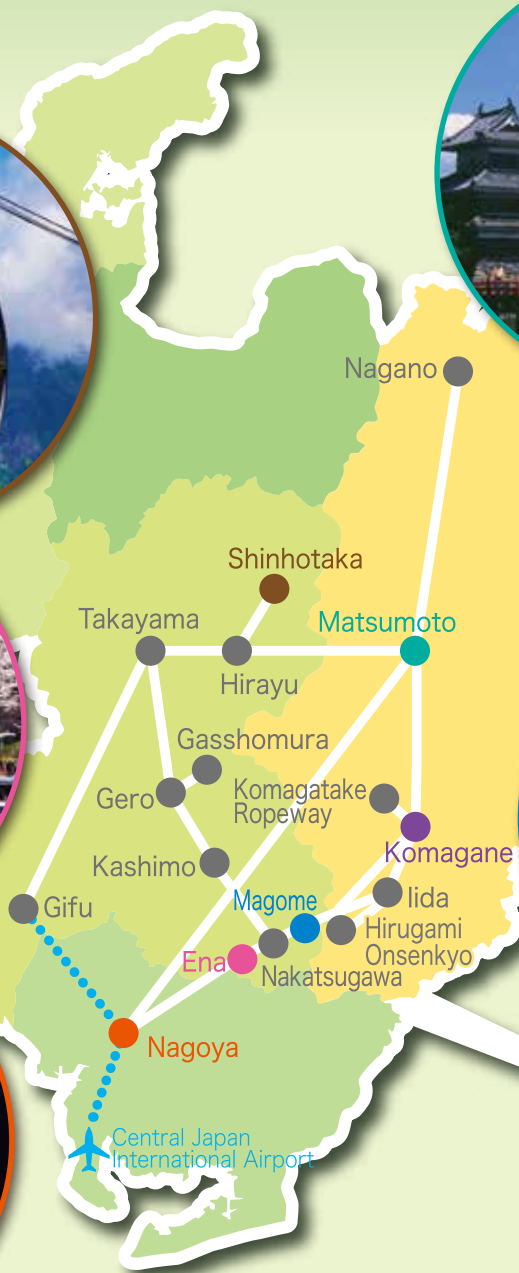 Nagano
Shinhotaka
Takayama
Matsumoto
Hirayu
Gasshomura
Gero
Komagatake
Ropeway
Kashimo
Komagane
Magome
Iida
Gifu
Hirugami
Onsenkyo
Ena
Nakatsugawa
Nagoya
Central Japan
International Airport